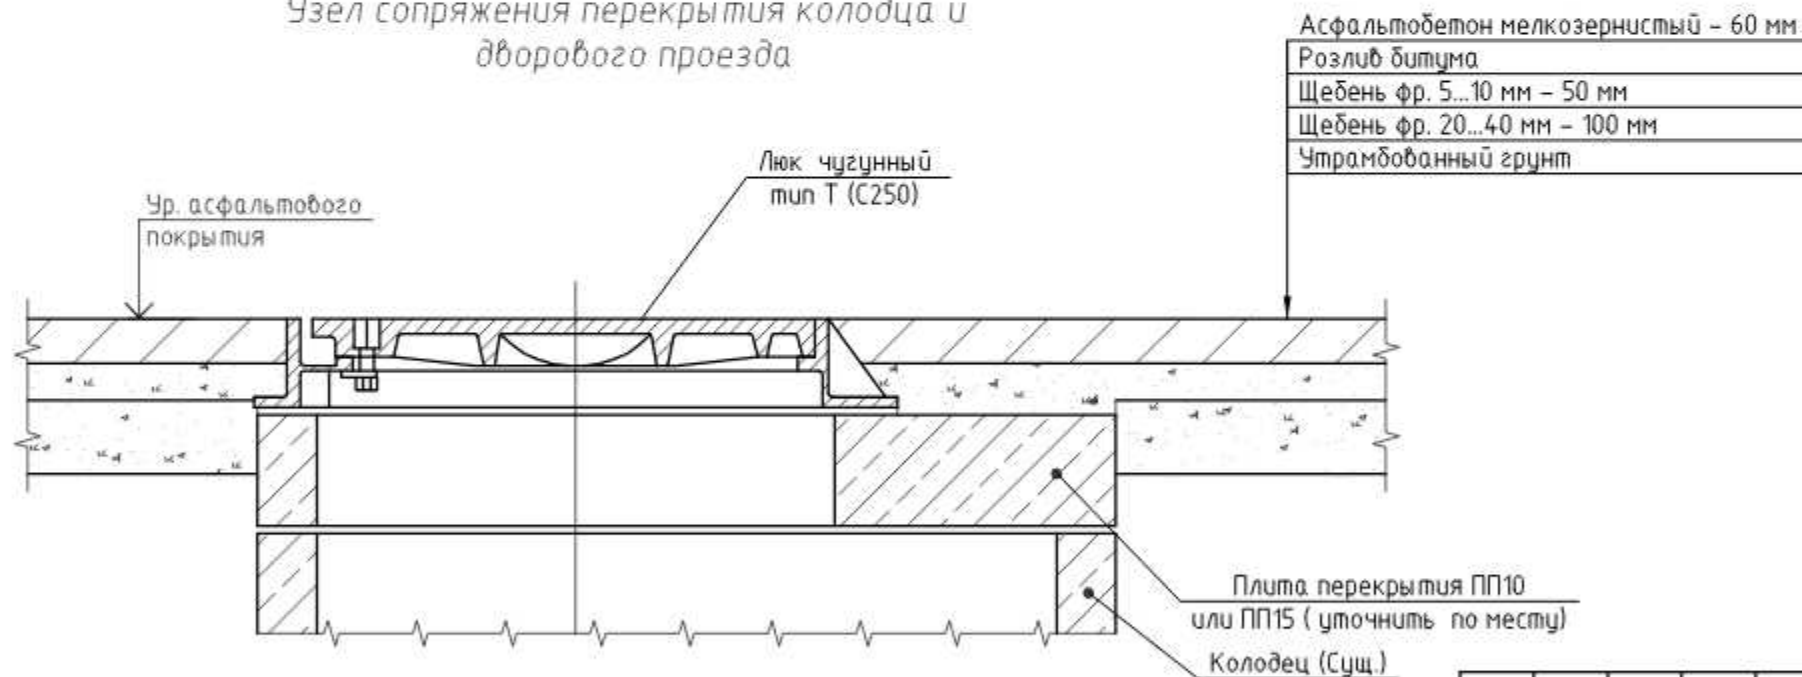 Узел сопряжения перекрытия колодца и
дворового проезда
Асфальтобетон мелкозернистый – 60 мм
Розлив битума
Щебень фр. 5...10 мм – 50 мм
Щебень фр. 20...40 мм – 100 мм
Утрамбованный грунт
Люк чугунный
тип Т (С250)
Ур. асфальтового
покрытия
Плита перекрытия ПП10
или ПП15 ( уточнить по месту)
Колодец (Сущ.)